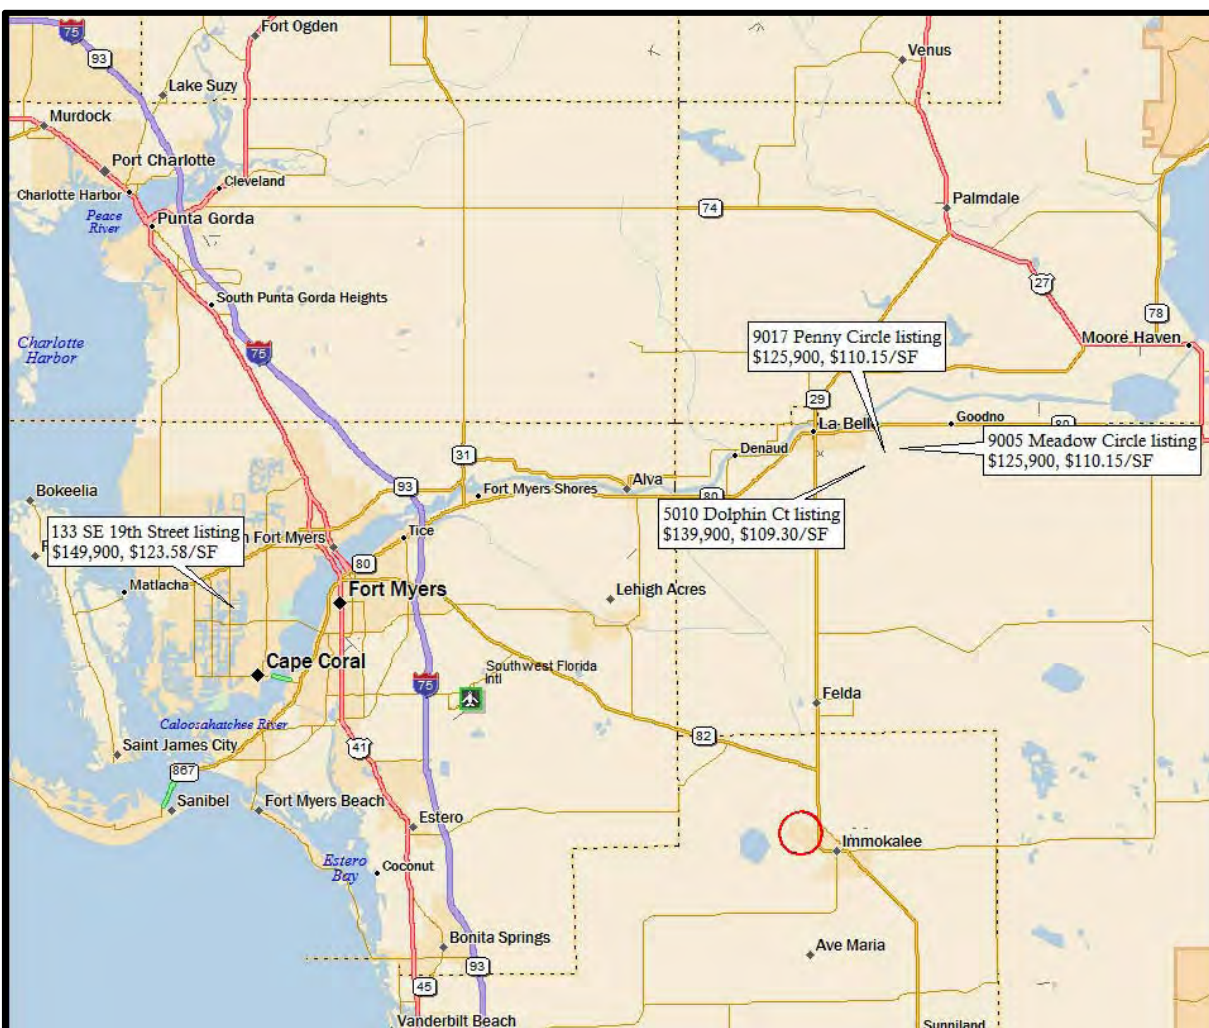 75
Fort Ogden
93
Venus
Lake Suzy
Murdock
Port Charlotte
Cleveland
Charlotte Harbor
Palmdale
Peace
River
Punta Gorda
74
27
South Punta Gorda Heights
78
Charlotte
Harbor
75
9017 Penny Circle listing
$125,900, $110.15/SF
Moore Haven
29
Goodno
La Belle
80
9005 Meadow Circle listing
$125,900, $110.15/SF
31
Denaud
Alva
93
Fort Myers Shores
80
Bokeelia
5010 Dolphin Ct listing
$139,900, $109.30/SF
133 SE 19th Street listing
$149,900, $123.58/SF
Fort Myers
Tice
80
Matlacha
Fort Myers
Lehigh Acres
Cape Coral
Southwest Florida
Intl
75
Felda
Caloosahatchee River
82
Saint James City
41
867
Sanibel
Fort Myers Beach
Estero
Immokalee
Estero
Bay
Coconut
Bonita Springs
Ave Maria
93
45
Vanderbilt Beach
Sunniland